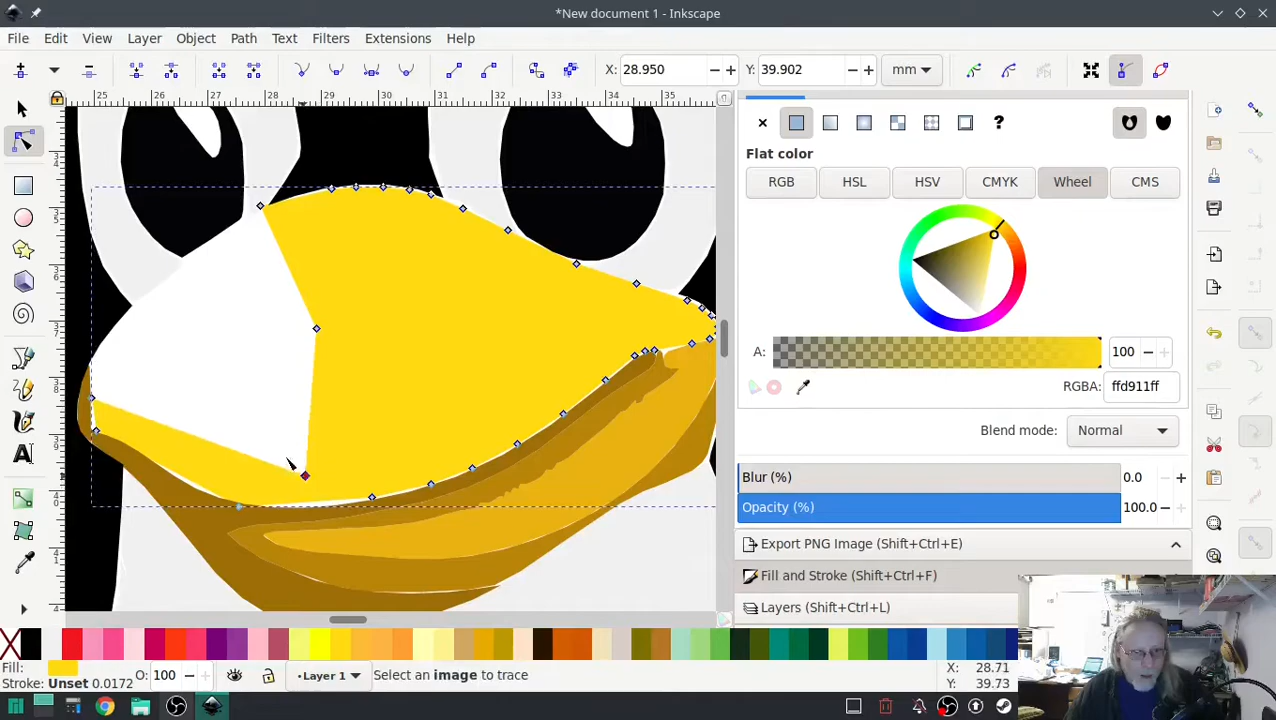 *New document 1 - Inkscape
File Edit View Layer Object Path Text Filters Extensions Help
X: 28.950 Y: 39.902 mm
25 26 27 28 29 30 31 32 33 34 35
Flat color
RGB HSL HSV CMYK Wheel CMS
A: 100
RGBA: ffd911ff
Blend mode: Normal
Blur (%) 0.0
Opacity (%) 100.0
Export PNG Image (Shift+Ctrl+E)
Fill and Stroke (Shift+Ctrl+F)
Layers (Shift+Ctrl+L)
Fill:
Stroke: Unset 0.0172 O: 100 •Layer 1 Select an image to trace X: 28.71
Y: 39.73